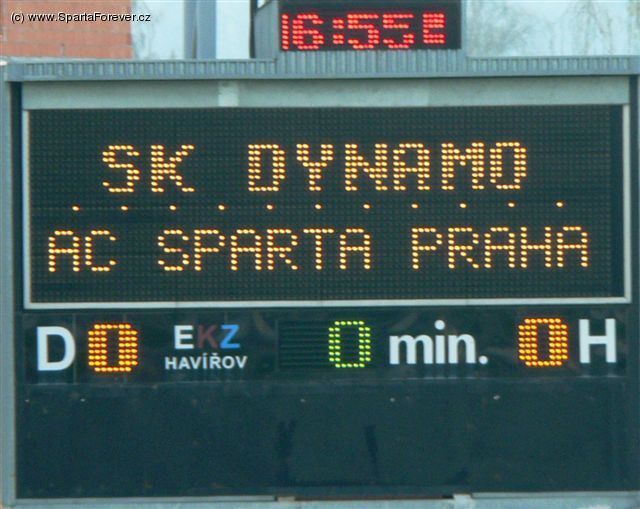 (c) www.SpartaForever.cz
16:55
SK DYNAMO
AC SPARTA PRAHA
D 0 EKZ HAVÍŘOV 0 min. 0 H